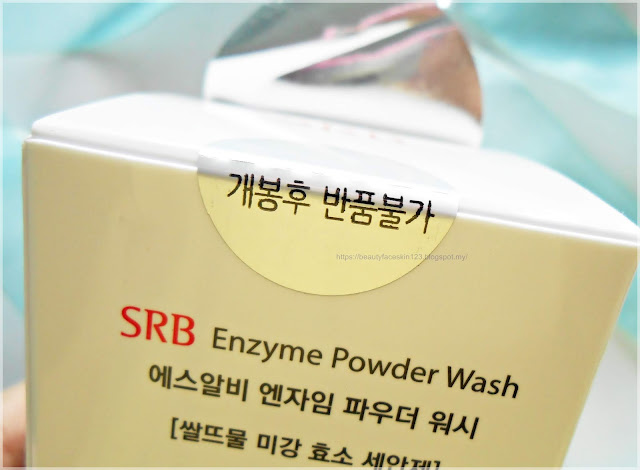 개봉후 반품불가
https://beautyfaceskin123.blogspot.my/
SRB Enzyme Powder Wash
에스알비 엔자임 파우더 워시
[쌀뜨물 미강 효소 세안제]